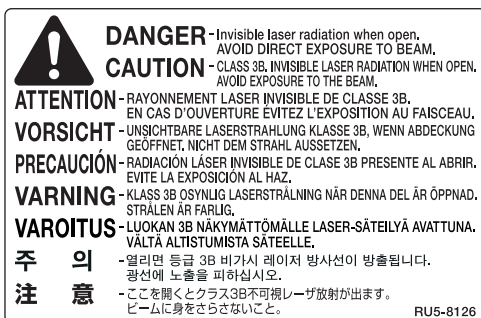 DANGER - Invisible laser radiation when open.
AVOID DIRECT EXPOSURE TO BEAM.
CAUTION - CLASS 3B. INVISIBLE LASER RADIATION WHEN OPEN.
AVOID EXPOSURE TO THE BEAM.
ATTENTION - RAYONNEMENT LASER INVISIBLE DE CLASSE 3B.
EN CAS D'OUVERTURE ÉVITEZ L'EXPOSITION AU FAISCEAU.
VORSICHT - UNSICHTBARE LASERSTRAHLUNG KLASSE 3B, WENN ABDECKUNG
GEÖFFNET. NICHT DEM STRAHL AUSSETZEN.
PRECAUCIÓN - RADIACIÓN LÁSER INVISIBLE DE CLASE 3B PRESENTE AL ABRIR.
EVITE LA EXPOSICIÓN AL HAZ.
VARNING - KLASS 3B OSYNLIG LASERSTRÅLNING NÄR DENNA DEL ÄR ÖPPNAD.
STRÅLEN ÄR FARLIG.
VAROITUS - LUOKAN 3B NÄKYMÄTTÖMÄLLE LASER-SÄTEILYÄ AVATTUNA.
VÄLTÄ ALTISTUMISTA SÄTEELLE.
주 의 - 열리면 등급 3B 비가시 레이저 방사선이 방출됩니다.
광선에 노출을 피하십시오.
注 意 - ここを開くとクラス3B不可視レーザ放射が出ます。
ビームに身をさらさないこと。
RU5-8126